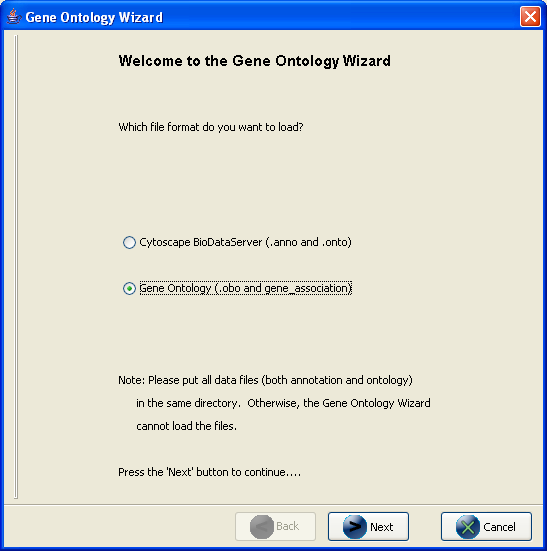 Gene Ontology Wizard
Welcome to the Gene Ontology Wizard
Which file format do you want to load?
Cytoscape BioDataServer (.anno and .onto)
Gene Ontology (.obo and gene_association)
Note: Please put all data files (both annotation and ontology)
in the same directory.  Otherwise, the Gene Ontology Wizard
cannot load the files.
Press the 'Next' button to continue....
Back
Next
Cancel